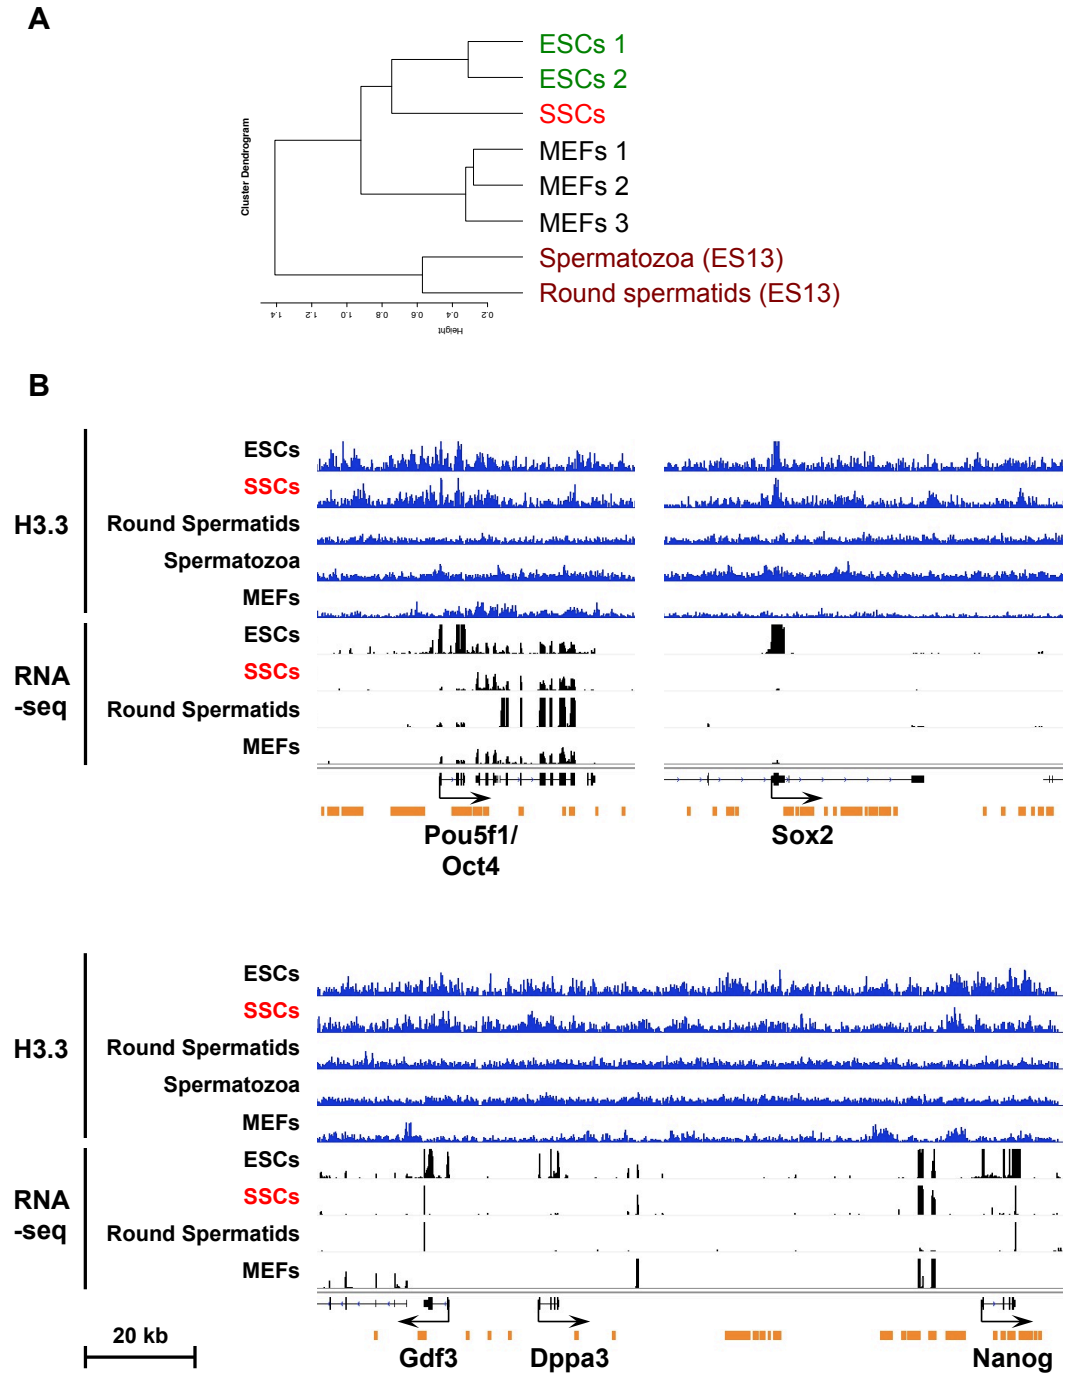 A
ESCs 1
ESCs 2
SSCs
MEFs 1
MEFs 2
MEFs 3
Spermatozoa (ES13)
Round spermatids (ES13)
Cluster Dendrogram
1.4 1.2 1.0 0.8 0.6 0.4 0.2
Height
B
H3.3
ESCs
SSCs
Round Spermatids
Spermatozoa
MEFs
RNA
-seq
ESCs
SSCs
Round Spermatids
MEFs
Pou5f1/
Oct4
Sox2
H3.3
ESCs
SSCs
Round Spermatids
Spermatozoa
MEFs
RNA
-seq
ESCs
SSCs
Round Spermatids
MEFs
20 kb
Gdf3
Dppa3
Nanog